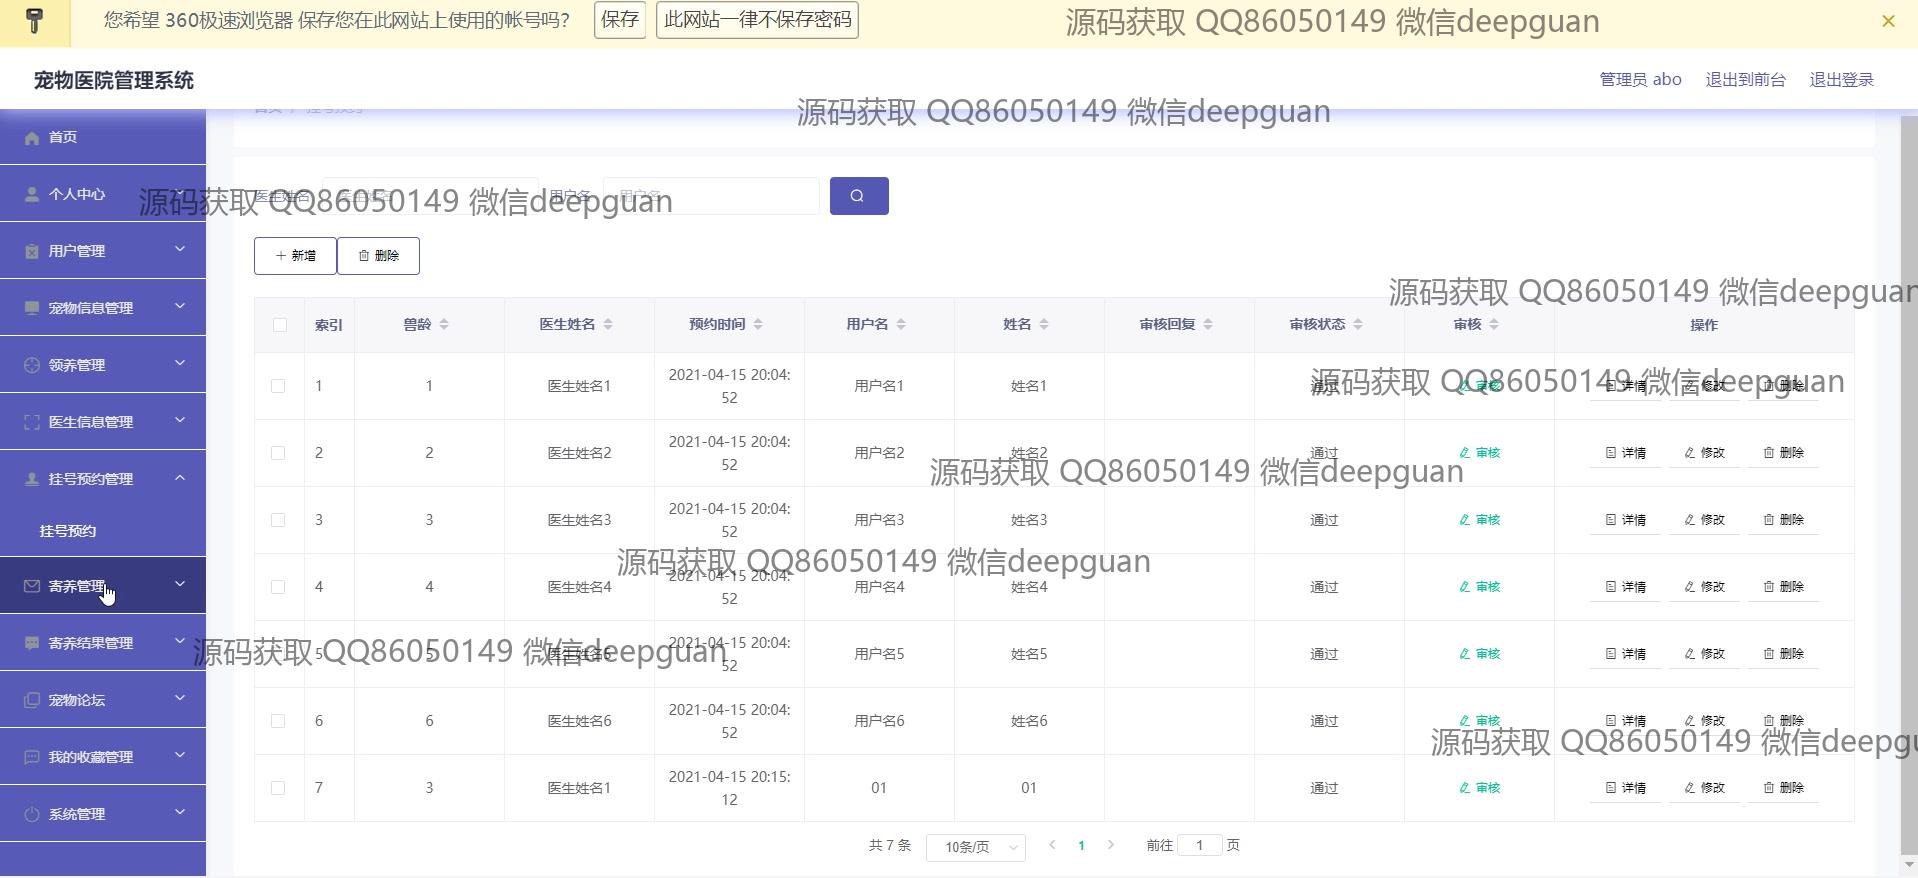 您希望 360极速浏览器 保存您在此网站上使用的帐号吗？ 保存 此网站一律不保存密码
源码获取 QQ86050149 微信deepguan
宠物医院管理系统
管理员 abo 退出到前台 退出登录
源码获取 QQ86050149 微信deepguan
首页
个人中心
用户管理
宠物信息管理
领养管理
医生信息管理
挂号预约管理
挂号预约
寄养管理
寄养结果管理
宠物论坛
我的收藏管理
系统管理
首页 / 挂号预约
医生姓名 医生姓名 用户名 用户名
源码获取 QQ86050149 微信deepguan
新增 删除
源码获取 QQ86050149 微信deepguan
索引 兽龄 医生姓名 预约时间 用户名 姓名 审核回复 审核状态 审核 操作
1 1 医生姓名1 2021-04-15 20:04:52 用户名1 姓名1 通过 审核 详情 修改 删除
源码获取 QQ86050149 微信deepguan
2 2 医生姓名2 2021-04-15 20:04:52 用户名2 姓名2 通过 审核 详情 修改 删除
源码获取 QQ86050149 微信deepguan
3 3 医生姓名3 2021-04-15 20:04:52 用户名3 姓名3 通过 审核 详情 修改 删除
源码获取 QQ86050149 微信deepguan
4 4 医生姓名4 2021-04-15 20:04:52 用户名4 姓名4 通过 审核 详情 修改 删除
5 5 医生姓名5 2021-04-15 20:04:52 用户名5 姓名5 通过 审核 详情 修改 删除
源码获取 QQ86050149 微信deepguan
6 6 医生姓名6 2021-04-15 20:04:52 用户名6 姓名6 通过 审核 详情 修改 删除
源码获取 QQ86050149 微信deepgu
7 3 医生姓名1 2021-04-15 20:15:12 01 01 通过 审核 详情 修改 删除
共 7 条 10条/页 1 前往 1 页